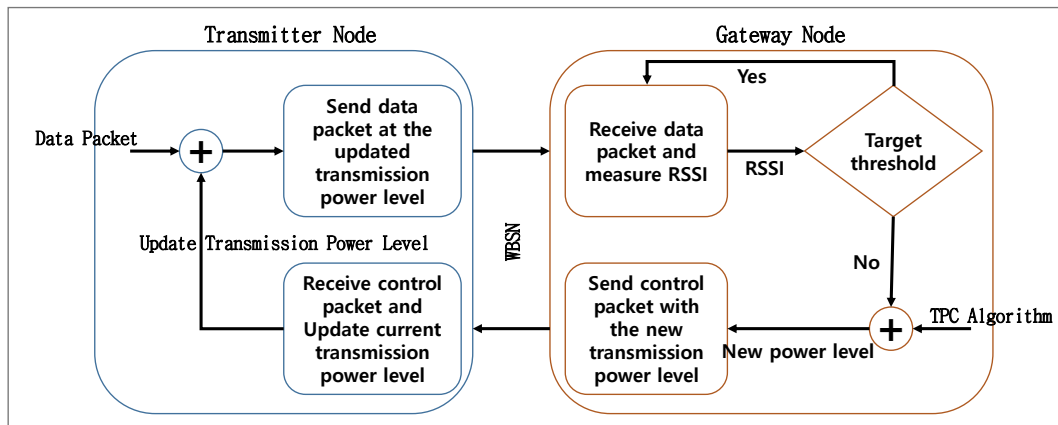 Transmitter Node
Gateway Node
Data Packet
+
Send data
packet at the
updated
transmission
power level
Update Transmission Power Level
Receive control
packet and
Update current
transmission
power level
WBSN
Yes
Receive data
packet and
measure RSSI
RSSI
Target
threshold
No
Send control
packet with
the new
transmission
power level
New power level
+
TPC Algorithm